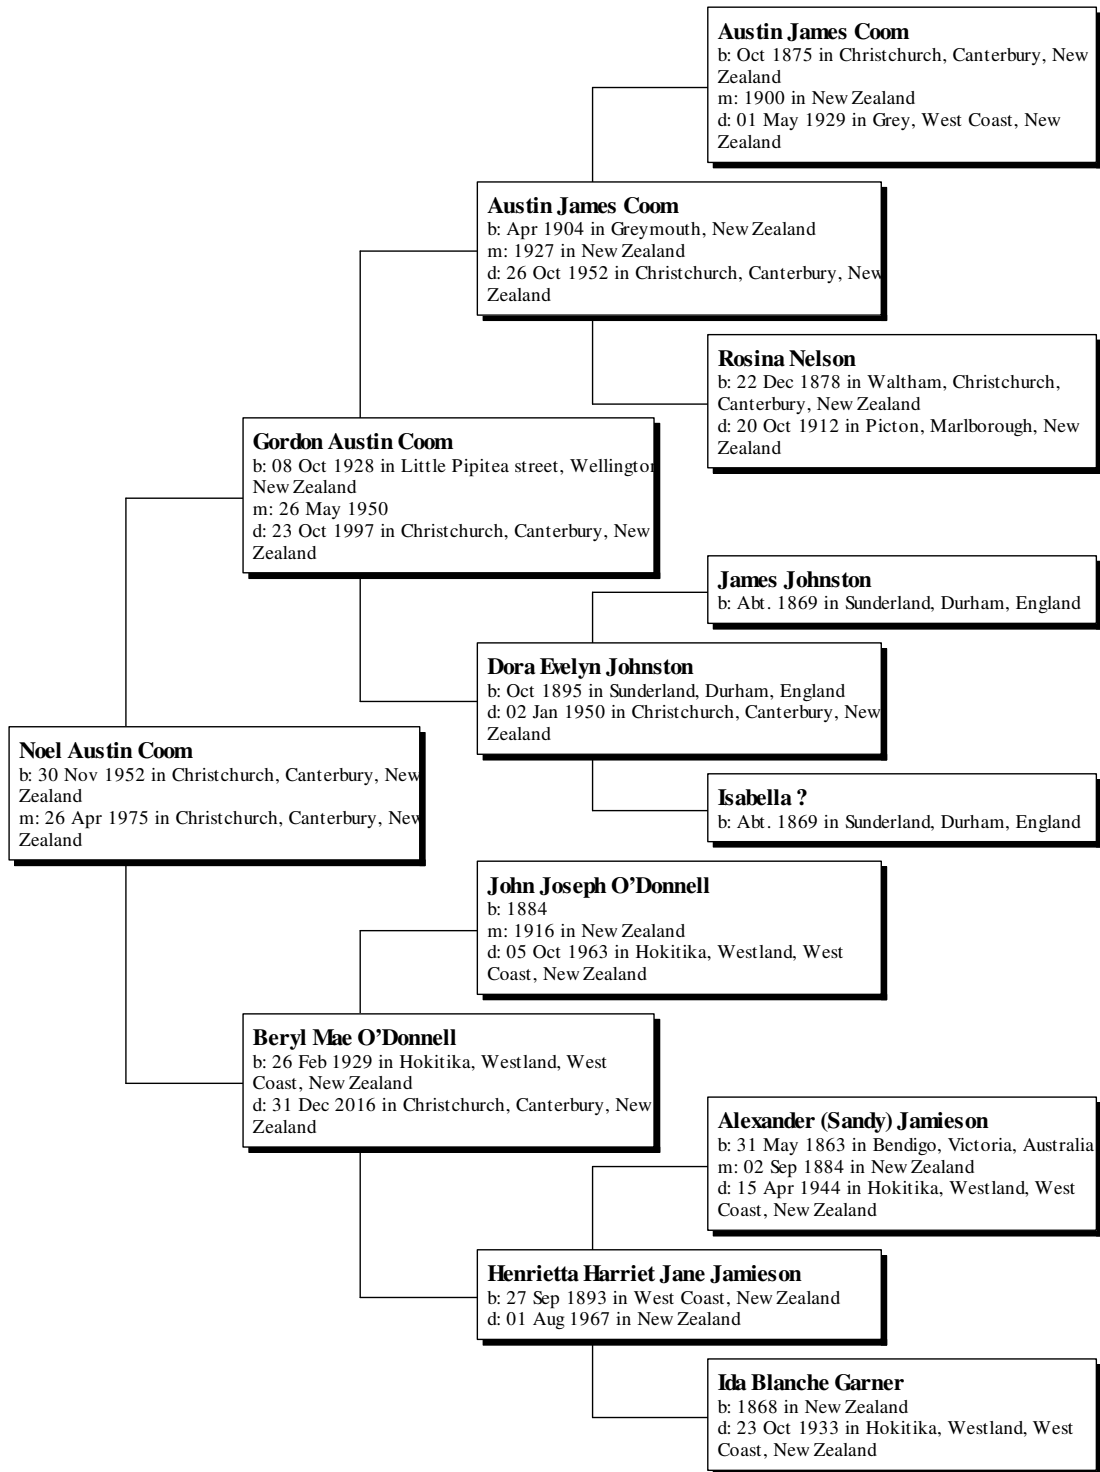 Austin James Coom
b: Oct 1875 in Christchurch, Canterbury, New
Zealand
m: 1900 in New Zealand
d: 01 May 1929 in Grey, West Coast, New
Zealand
Austin James Coom
b: Apr 1904 in Greymouth, New Zealand
m: 1927 in New Zealand
d: 26 Oct 1952 in Christchurch, Canterbury, New
Zealand
Rosina Nelson
b: 22 Dec 1878 in Waltham, Christchurch,
Canterbury, New Zealand
d: 20 Oct 1912 in Picton, Marlborough, New
Zealand
Gordon Austin Coom
b: 08 Oct 1928 in Little Pipitea street, Wellington
New Zealand
m: 26 May 1950
d: 23 Oct 1997 in Christchurch, Canterbury, New
Zealand
James Johnston
b: Abt. 1869 in Sunderland, Durham, England
Dora Evelyn Johnston
b: Oct 1895 in Sunderland, Durham, England
d: 02 Jan 1950 in Christchurch, Canterbury, New
Zealand
Noel Austin Coom
b: 30 Nov 1952 in Christchurch, Canterbury, New
Zealand
m: 26 Apr 1975 in Christchurch, Canterbury, New
Zealand
Isabella ?
b: Abt. 1869 in Sunderland, Durham, England
John Joseph O'Donnell
b: 1884
m: 1916 in New Zealand
d: 05 Oct 1963 in Hokitika, Westland, West
Coast, New Zealand
Beryl Mae O'Donnell
b: 26 Feb 1929 in Hokitika, Westland, West
Coast, New Zealand
d: 31 Dec 2016 in Christchurch, Canterbury, New
Zealand
Alexander (Sandy) Jamieson
b: 31 May 1863 in Bendigo, Victoria, Australia
m: 02 Sep 1884 in New Zealand
d: 15 Apr 1944 in Hokitika, Westland, West
Coast, New Zealand
Henrietta Harriet Jane Jamieson
b: 27 Sep 1893 in West Coast, New Zealand
d: 01 Aug 1967 in New Zealand
Ida Blanche Garner
b: 1868 in New Zealand
d: 23 Oct 1933 in Hokitika, Westland, West
Coast, New Zealand